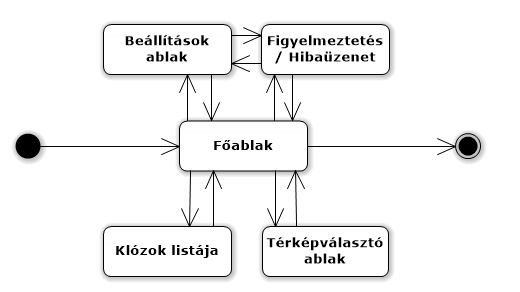 Beállítások
ablak
Figyelmeztetés
/ Hibaüzenet
Főablak
Klózok listája
Térképválasztó
ablak